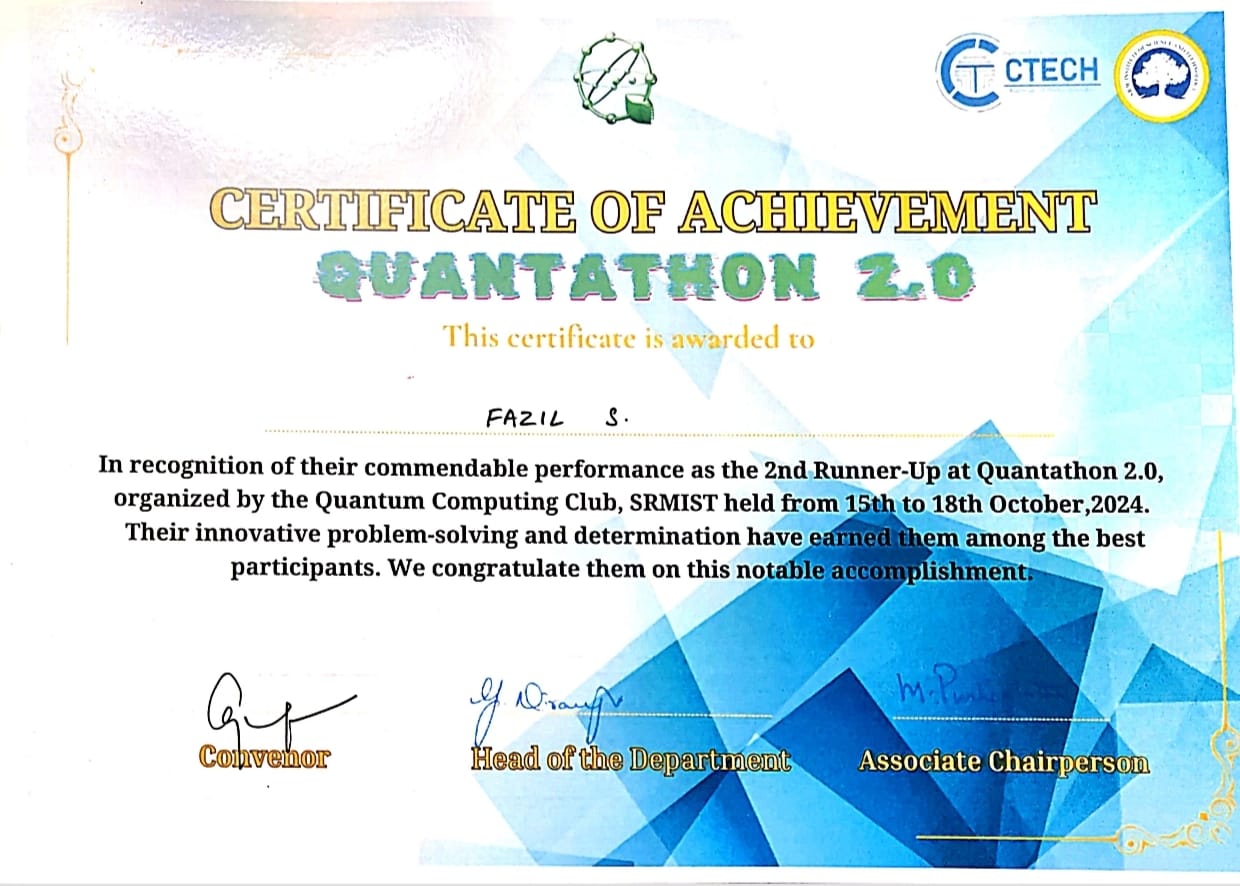 CTECH
CERTIFICATE OF ACHIEVEMENT
QUANTATHON 2.0
This certificate is awarded to
FAZIL S.
In recognition of their commendable performance as the 2nd Runner-Up at Quantathon 2.0,
organized by the Quantum Computing Club, SRMIST held from 15th to 18th October,2024.
Their innovative problem-solving and determination have earned them among the best
participants. We congratulate them on this notable accomplishment.
Convenor
Head of the Department
Associate Chairperson